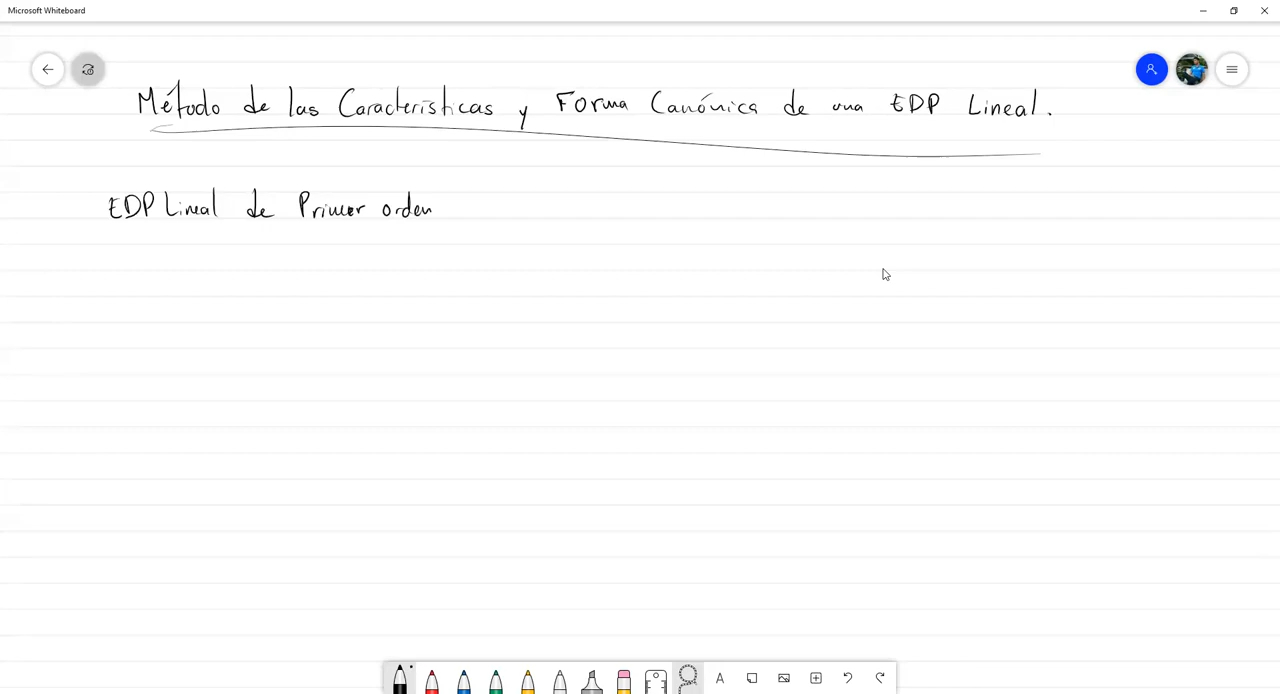 Microsoft Whiteboard
Método de las Características y Forma Canónica de una EDP Lineal.
EDP Lineal de Primer orden
A